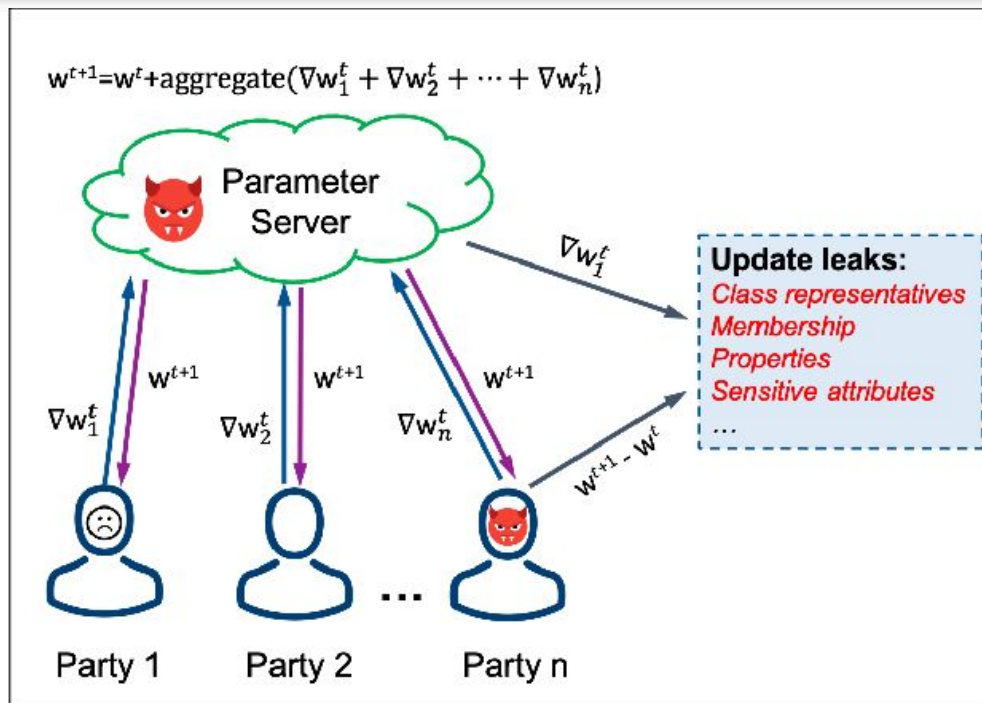 w^{t+1}=w^t+aggregate(∇w_1^t + ∇w_2^t + ⋯ + ∇w_n^t)
Parameter
Server
∇w_1^t
Update leaks:
Class representatives
Membership
Properties
Sensitive attributes
...
∇w_1^t
w^{t+1}
∇w_2^t
w^{t+1}
∇w_n^t
w^{t+1}
w^{t+1} - w^t
...
Party 1
Party 2
Party n